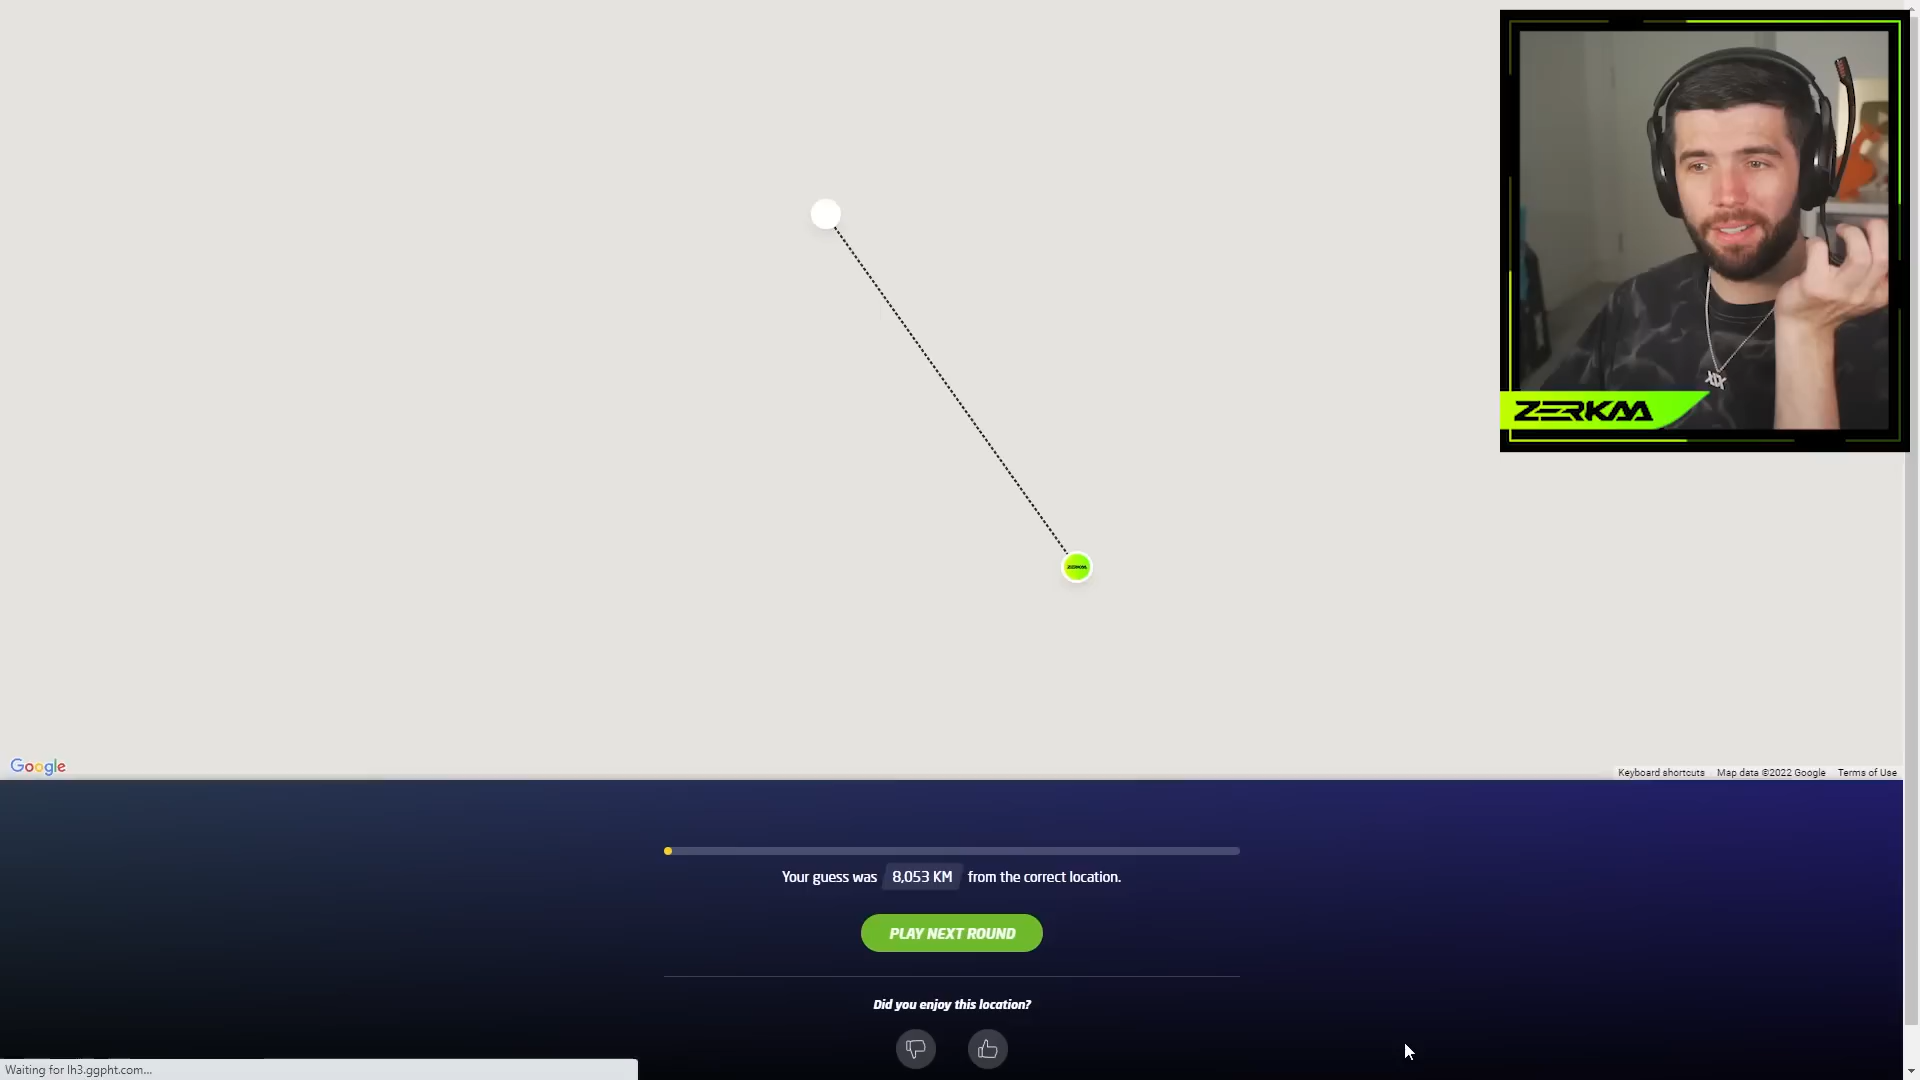 ZERKAA
ZERKAA
Google
Keyboard shortcuts
Map data ©2022 Google
Terms of Use
Your guess was 8,053 KM from the correct location.
PLAY NEXT ROUND
Did you enjoy this location?
Waiting for lh3.ggpht.com...